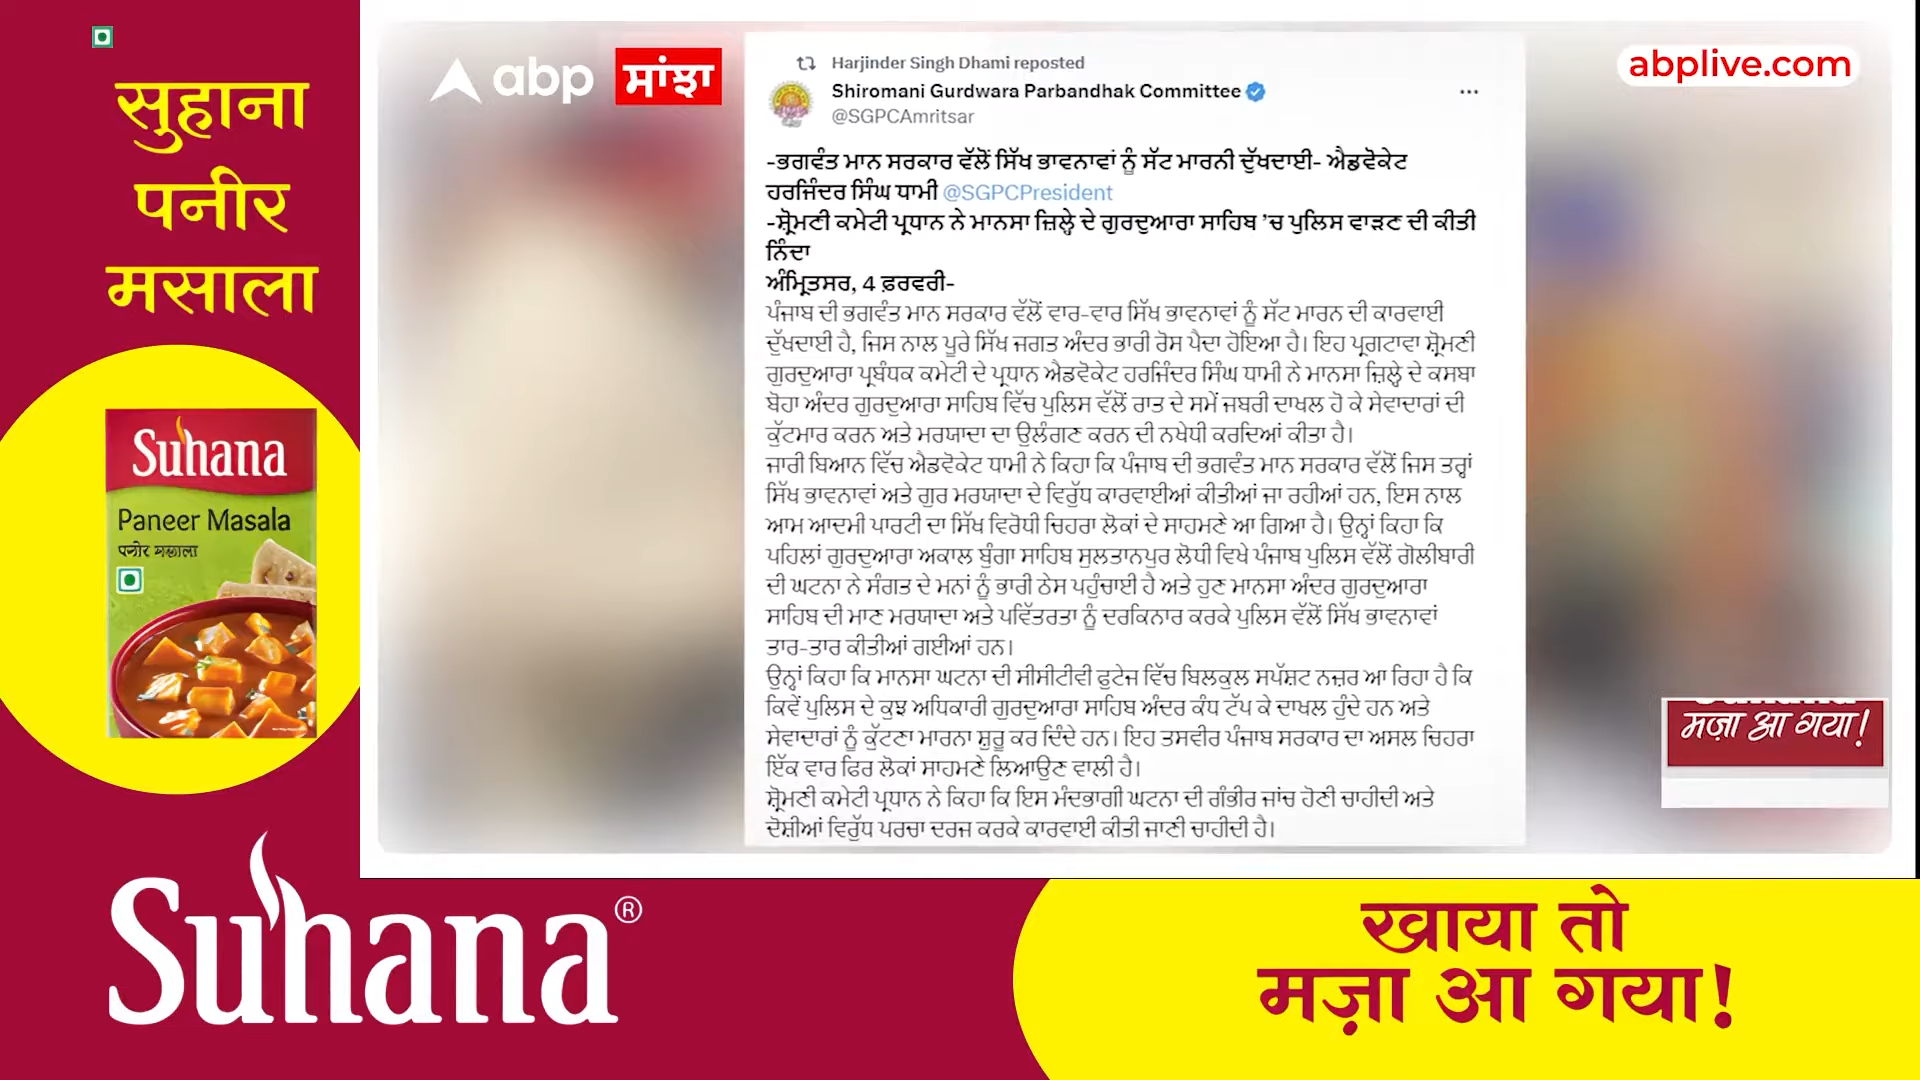 सुहाना
पनीर
मसाला
Suhana
Paneer Masala
पनीर मसाला
abp ਸਾਂਝਾ
abplive.com
Harjinder Singh Dhami reposted
Shiromani Gurdwara Parbandhak Committee
@SGPCAmritsar
-ਭਗਵੰਤ ਮਾਨ ਸਰਕਾਰ ਵੱਲੋਂ ਸਿੱਖ ਭਾਵਨਾਵਾਂ ਨੂੰ ਸੱਟ ਮਾਰਨੀ ਦੁੱਖਦਾਈ- ਐਡਵੋਕੇਟ
ਹਰਜਿੰਦਰ ਸਿੰਘ ਧਾਮੀ @SGPCPresident
-ਸ਼੍ਰੋਮਣੀ ਕਮੇਟੀ ਪ੍ਰਧਾਨ ਨੇ ਮਾਨਸਾ ਜ਼ਿਲ੍ਹੇ ਦੇ ਗੁਰਦੁਆਰਾ ਸਾਹਿਬ ’ਚ ਪੁਲਿਸ ਵਾੜਣ ਦੀ ਕੀਤੀ
ਨਿੰਦਾ
ਅੰਮ੍ਰਿਤਸਰ, 4 ਫ਼ਰਵਰੀ-
ਪੰਜਾਬ ਦੀ ਭਗਵੰਤ ਮਾਨ ਸਰਕਾਰ ਵੱਲੋਂ ਵਾਰ-ਵਾਰ ਸਿੱਖ ਭਾਵਨਾਵਾਂ ਨੂੰ ਸੱਟ ਮਾਰਨ ਦੀ ਕਾਰਵਾਈ
ਦੁੱਖਦਾਈ ਹੈ, ਜਿਸ ਨਾਲ ਪੂਰੇ ਸਿੱਖ ਜਗਤ ਅੰਦਰ ਭਾਰੀ ਰੋਸ ਪੈਦਾ ਹੋਇਆ ਹੈ। ਇਹ ਪ੍ਰਗਟਾਵਾ ਸ਼੍ਰੋਮਣੀ
ਗੁਰਦੁਆਰਾ ਪ੍ਰਬੰਧਕ ਕਮੇਟੀ ਦੇ ਪ੍ਰਧਾਨ ਐਡਵੋਕੇਟ ਹਰਜਿੰਦਰ ਸਿੰਘ ਧਾਮੀ ਨੇ ਮਾਨਸਾ ਜ਼ਿਲ੍ਹੇ ਦੇ ਕਸਬਾ
ਬੋਹਾ ਅੰਦਰ ਗੁਰਦੁਆਰਾ ਸਾਹਿਬ ਵਿੱਚ ਪੁਲਿਸ ਵੱਲੋਂ ਰਾਤ ਦੇ ਸਮੇਂ ਜਬਰੀ ਦਾਖਲ ਹੋ ਕੇ ਸੇਵਾਦਾਰਾਂ ਦੀ
ਕੁੱਟਮਾਰ ਕਰਨ ਅਤੇ ਮਰਯਾਦਾ ਦਾ ਉਲੰਗਣ ਕਰਨ ਦੀ ਨਖੇਧੀ ਕਰਦਿਆਂ ਕੀਤਾ ਹੈ।
ਜਾਰੀ ਬਿਆਨ ਵਿੱਚ ਐਡਵੋਕੇਟ ਧਾਮੀ ਨੇ ਕਿਹਾ ਕਿ ਪੰਜਾਬ ਦੀ ਭਗਵੰਤ ਮਾਨ ਸਰਕਾਰ ਵੱਲੋਂ ਜਿਸ ਤਰ੍ਹਾਂ
ਸਿੱਖ ਭਾਵਨਾਵਾਂ ਅਤੇ ਗੁਰ ਮਰਯਾਦਾ ਦੇ ਵਿਰੁੱਧ ਕਾਰਵਾਈਆਂ ਕੀਤੀਆਂ ਜਾ ਰਹੀਆਂ ਹਨ, ਇਸ ਨਾਲ
ਆਮ ਆਦਮੀ ਪਾਰਟੀ ਦਾ ਸਿੱਖ ਵਿਰੋਧੀ ਚਿਹਰਾ ਲੋਕਾਂ ਦੇ ਸਾਹਮਣੇ ਆ ਗਿਆ ਹੈ। ਉਨ੍ਹਾਂ ਕਿਹਾ ਕਿ
ਪਹਿਲਾਂ ਗੁਰਦੁਆਰਾ ਅਕਾਲ ਬੁੰਗਾ ਸਾਹਿਬ ਸੁਲਤਾਨਪੁਰ ਲੋਧੀ ਵਿਖੇ ਪੰਜਾਬ ਪੁਲਿਸ ਵੱਲੋਂ ਗੋਲੀਬਾਰੀ
ਦੀ ਘਟਨਾ ਨੇ ਸੰਗਤ ਦੇ ਮਨਾਂ ਨੂੰ ਭਾਰੀ ਠੇਸ ਪਹੁੰਚਾਈ ਹੈ ਅਤੇ ਹੁਣ ਮਾਨਸਾ ਅੰਦਰ ਗੁਰਦੁਆਰਾ
ਸਾਹਿਬ ਦੀ ਮਾਣ ਮਰਯਾਦਾ ਅਤੇ ਪਵਿੱਤਰਤਾ ਨੂੰ ਦਰਕਿਨਾਰ ਕਰਕੇ ਪੁਲਿਸ ਵੱਲੋਂ ਸਿੱਖ ਭਾਵਨਾਵਾਂ
ਤਾਰ-ਤਾਰ ਕੀਤੀਆਂ ਗਈਆਂ ਹਨ।
ਉਨ੍ਹਾਂ ਕਿਹਾ ਕਿ ਮਾਨਸਾ ਘਟਨਾ ਦੀ ਸੀਸੀਟੀਵੀ ਫੁਟੇਜ ਵਿੱਚ ਬਿਲਕੁਲ ਸਪੱਸ਼ਟ ਨਜ਼ਰ ਆ ਰਿਹਾ ਹੈ ਕਿ
ਕਿਵੇਂ ਪੁਲਿਸ ਦੇ ਕੁਝ ਅਧਿਕਾਰੀ ਗੁਰਦੁਆਰਾ ਸਾਹਿਬ ਅੰਦਰ ਕੰਧ ਟੱਪ ਕੇ ਦਾਖਲ ਹੁੰਦੇ ਹਨ ਅਤੇ
ਸੇਵਾਦਾਰਾਂ ਨੂੰ ਕੁੱਟਣਾ ਮਾਰਨਾ ਸ਼ੁਰੂ ਕਰ ਦਿੰਦੇ ਹਨ। ਇਹ ਤਸਵੀਰ ਪੰਜਾਬ ਸਰਕਾਰ ਦਾ ਅਸਲ ਚਿਹਰਾ
ਇੱਕ ਵਾਰ ਫਿਰ ਲੋਕਾਂ ਸਾਹਮਣੇ ਲਿਆਉਣ ਵਾਲੀ ਹੈ।
ਸ਼੍ਰੋਮਣੀ ਕਮੇਟੀ ਪ੍ਰਧਾਨ ਨੇ ਕਿਹਾ ਕਿ ਇਸ ਮੰਦਭਾਗੀ ਘਟਨਾ ਦੀ ਗੰਭੀਰ ਜਾਂਚ ਹੋਣੀ ਚਾਹੀਦੀ ਅਤੇ
ਦੋਸ਼ੀਆਂ ਵਿਰੁੱਧ ਪਰਚਾ ਦਰਜ ਕਰਕੇ ਕਾਰਵਾਈ ਕੀਤੀ ਜਾਣੀ ਚਾਹੀਦੀ ਹੈ।
मज़ा आ गया!
Suhana®
खाया तो
मज़ा आ गया!